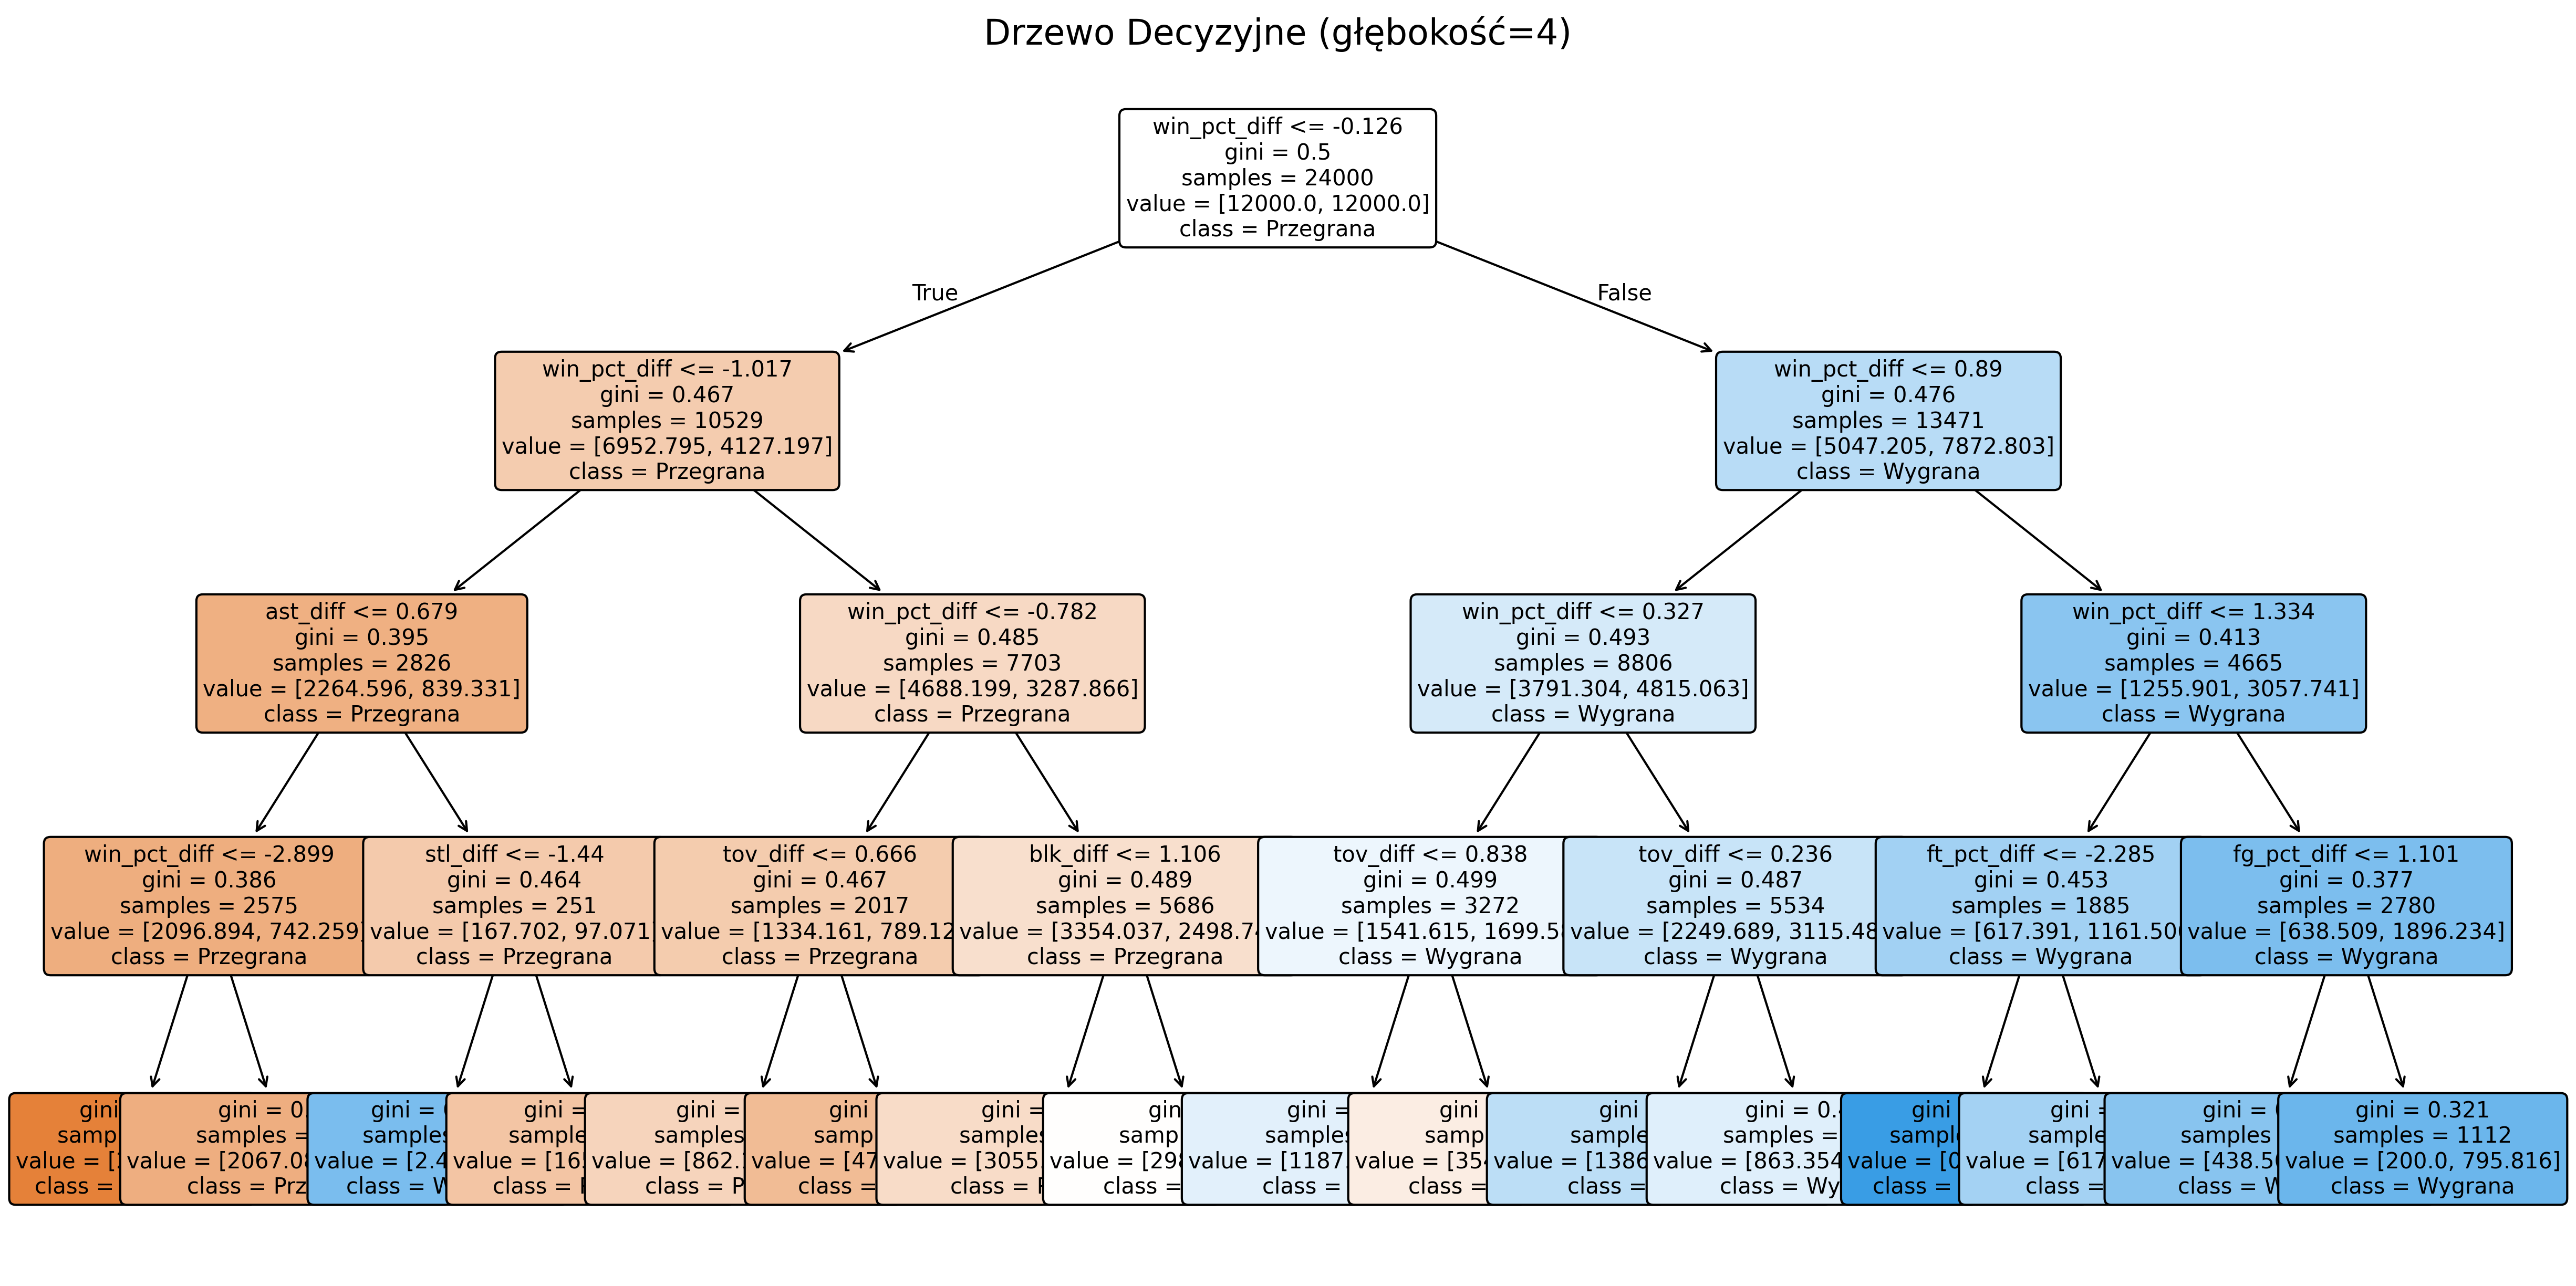 Drzewo Decyzyjne (głębokość=4)
win_pct_diff <= -0.126
gini = 0.5
samples = 24000
value = [12000.0, 12000.0]
class = Przegrana
True
False
win_pct_diff <= -1.017
gini = 0.467
samples = 10529
value = [6952.795, 4127.197]
class = Przegrana
win_pct_diff <= 0.89
gini = 0.476
samples = 13471
value = [5047.205, 7872.803]
class = Wygrana
ast_diff <= 0.679
gini = 0.395
samples = 2826
value = [2264.596, 839.331]
class = Przegrana
win_pct_diff <= -0.782
gini = 0.485
samples = 7703
value = [4688.199, 3287.866]
class = Przegrana
win_pct_diff <= 0.327
gini = 0.493
samples = 8806
value = [3791.304, 4815.063]
class = Wygrana
win_pct_diff <= 1.334
gini = 0.413
samples = 4665
value = [1255.901, 3057.741]
class = Wygrana
win_pct_diff <= -2.899
gini = 0.386
samples = 2575
value = [2096.894, 742.259]
class = Przegrana
stl_diff <= -1.44
gini = 0.464
samples = 251
value = [167.702, 97.071]
class = Przegrana
tov_diff <= 0.666
gini = 0.467
samples = 2017
value = [1334.161, 789.12
class = Przegrana
blk_diff <= 1.106
gini = 0.489
samples = 5686
value = [3354.037, 2498.7
class = Przegrana
tov_diff <= 0.838
gini = 0.499
samples = 3272
value = [1541.615, 1699.5
class = Wygrana
tov_diff <= 0.236
gini = 0.487
samples = 5534
value = [2249.689, 3115.48
class = Wygrana
ft_pct_diff <= -2.285
gini = 0.453
samples = 1885
value = [617.391, 1161.50
class = Wygrana
fg_pct_diff <= 1.101
gini = 0.377
samples = 2780
value = [638.509, 1896.234]
class = Wygrana
gini
samp
value = [
class =
gini = 0
samples =
value = [2067.0
class = Prz
gini =
samples
value = [2.4
class = W
gini =
sample
value = [16
class =
gini =
samples
value = [862.
class = P
gini
samp
value = [47
class =
gini =
samples
value = [3055
class =
gin
samp
value = [29
class =
gini =
samples
value = [1187
class =
gini
samp
value = [35
class =
gini
sample
value = [1386
class =
gini = 0.
samples =
value = [863.354
class = Wy
gini
sampl
value = [0
class =
gini
sample
value = [617
class =
gini =
samples
value = [438.5
class = W
gini = 0.321
samples = 1112
value = [200.0, 795.816]
class = Wygrana